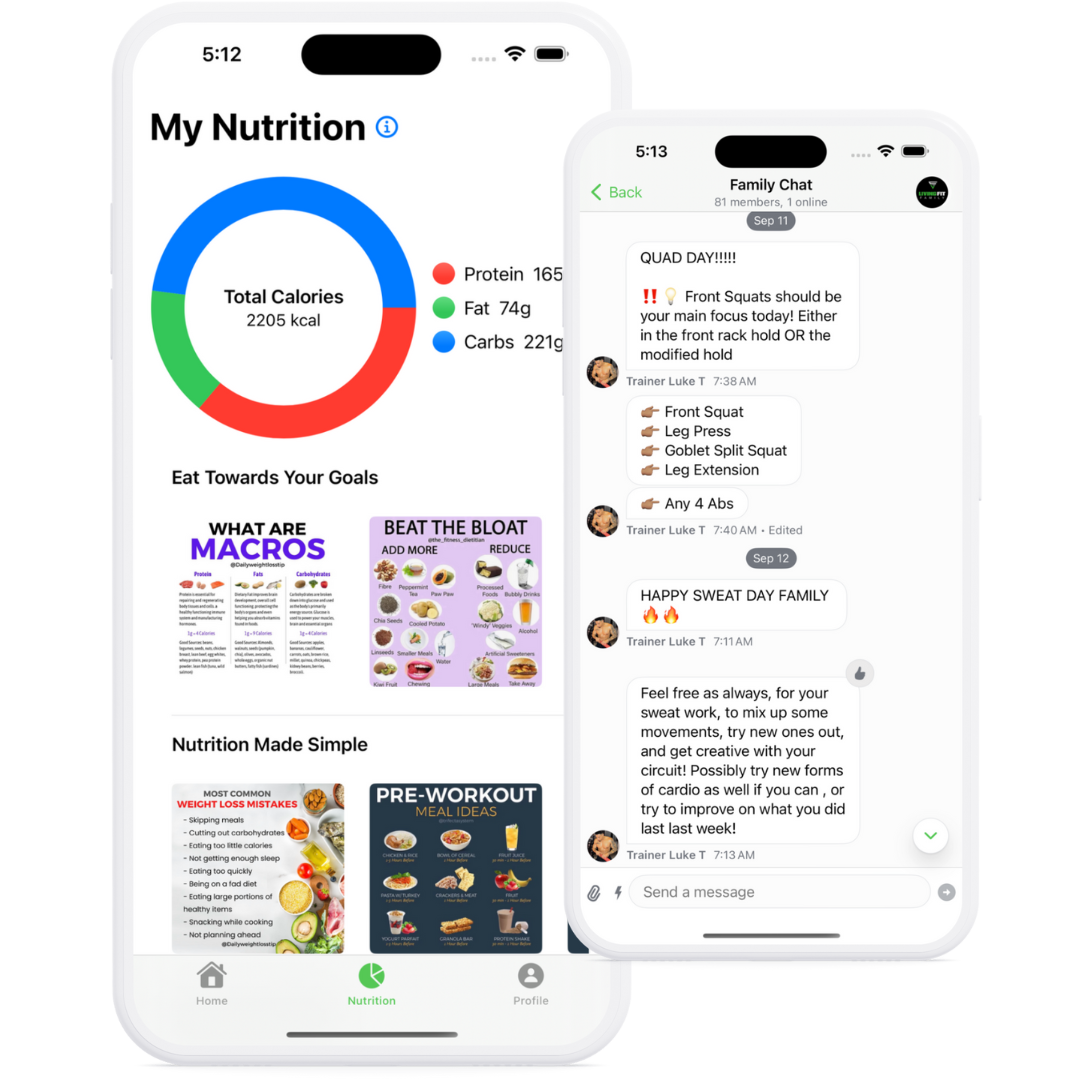 5:12
My Nutrition
Total Calories
2205 kcal
Protein 165
Fat 74g
Carbs 221g
Eat Towards Your Goals
WHAT ARE
MACROS
@Dailyweightlosstip
Protein
Fats
Carbohydrates
1g = 4 Calories
1g = 9 Calories
1g = 4 Calories
BEAT THE BLOAT
@the_fitness_dietitian
ADD MORE
REDUCE
Fibre
Peppermint
Tea
Paw Paw
Processed
Foods
Bubbly Drinks
Chia Seeds
Cooled Potato
'Windy' Veggies
Alcohol
Linseeds
Smaller Meals
Water
Artificial Sweeteners
Kiwi Fruit
Chewing
Large Meals
Take Away
Nutrition Made Simple
MOST COMMON
WEIGHT LOSS MISTAKES
- Skipping meals
- Cutting out carbohydrates
- Eating too little calories
- Not getting enough sleep
- Eating too quickly
- Being on a fad diet
- Eating large portions of
healthy items
- Snacking while cooking
- Not planning ahead
@Dailyweightlosstip
PRE-WORKOUT
MEAL IDEAS
CHICKEN & RICE
BOWL OF CEREAL
FRUIT JUICE
PASTA W/ TURKEY
CRACKERS & MEAT
FRUIT
YOGURT PARFAIT
GRANOLA BAR
PROTEIN SHAKE
Home
Nutrition
Profile
5:13
Back
Family Chat
81 members, 1 online
LIVINGFIT
FAMILY
Sep 11
QUAD DAY!!!!!
‼️💡 Front Squats should be
your main focus today! Either
in the front rack hold OR the
modified hold
Trainer Luke T 7:38 AM
👉🏽 Front Squat
👉🏽 Leg Press
👉🏽 Goblet Split Squat
👉🏽 Leg Extension
👉🏽 Any 4 Abs
Trainer Luke T 7:40 AM • Edited
Sep 12
HAPPY SWEAT DAY FAMILY
🔥🔥
Trainer Luke T 7:11 AM
Feel free as always, for your
sweat work, to mix up some
movements, try new ones out,
and get creative with your
circuit! Possibly try new forms
of cardio as well if you can , or
try to improve on what you did
last last week!
Trainer Luke T 7:13 AM
Send a message